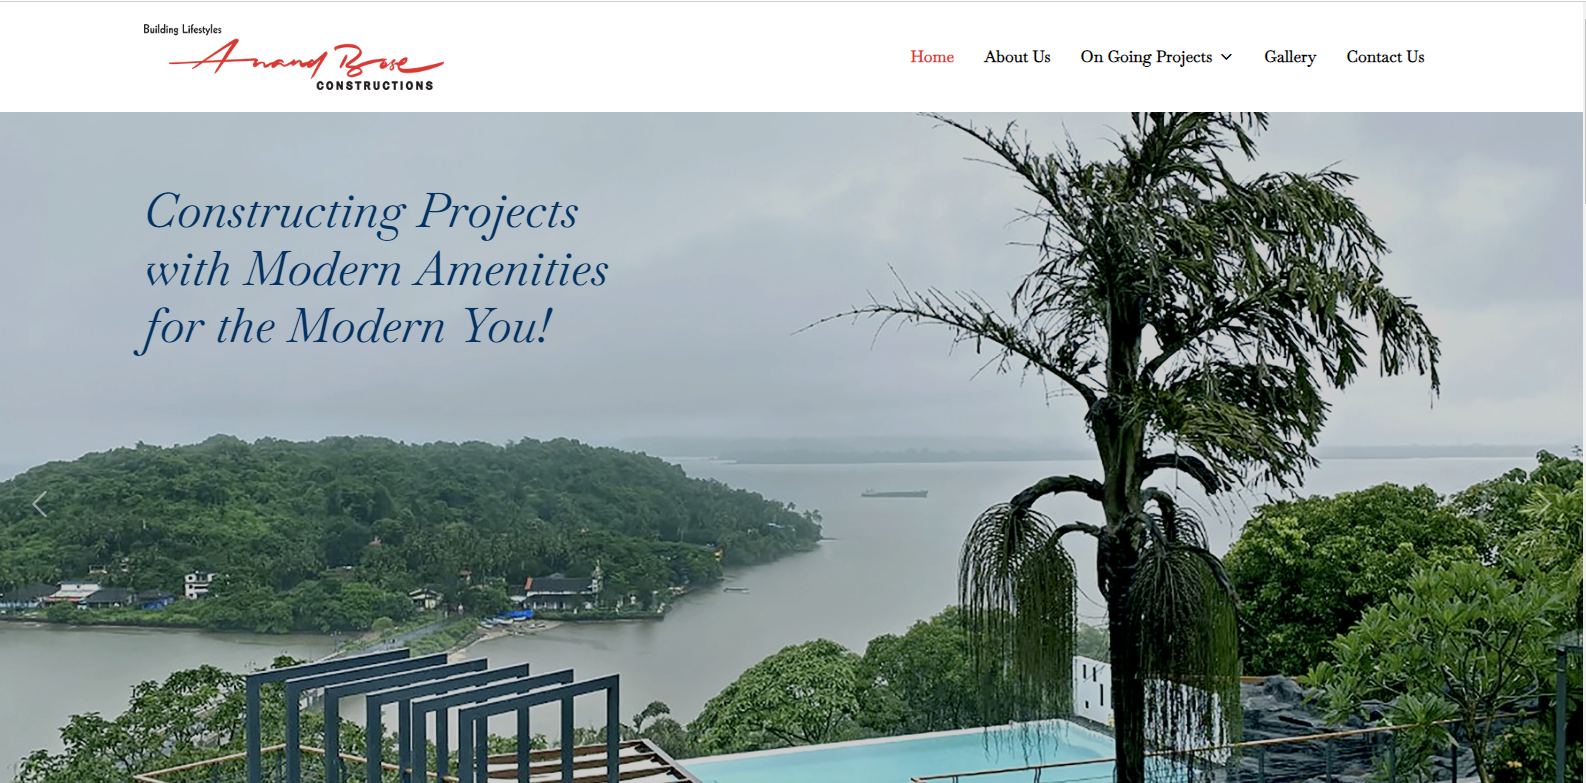 Building Lifestyles
Anand Bose
CONSTRUCTIONS
Home About Us On Going Projects Gallery Contact Us
Constructing Projects
with Modern Amenities
for the Modern You!